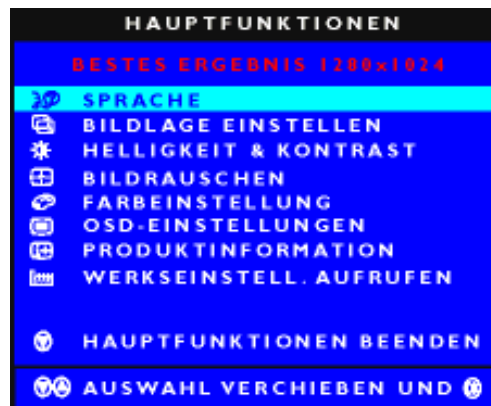 HAUPTFUNKTIONEN
BESTES ERGEBNIS 1280x1024
SPRACHE
BILDLAGE EINSTELLEN
HELLIGKEIT & KONTRAST
BILDRAUSCHEN
FARBEINSTELLUNG
OSD-EINSTELLUNGEN
PRODUKTINFORMATION
WERKSEINSTELL. AUFRUFEN
HAUPTFUNKTIONEN BEENDEN
AUSWAHL VERCHIEBEN UND